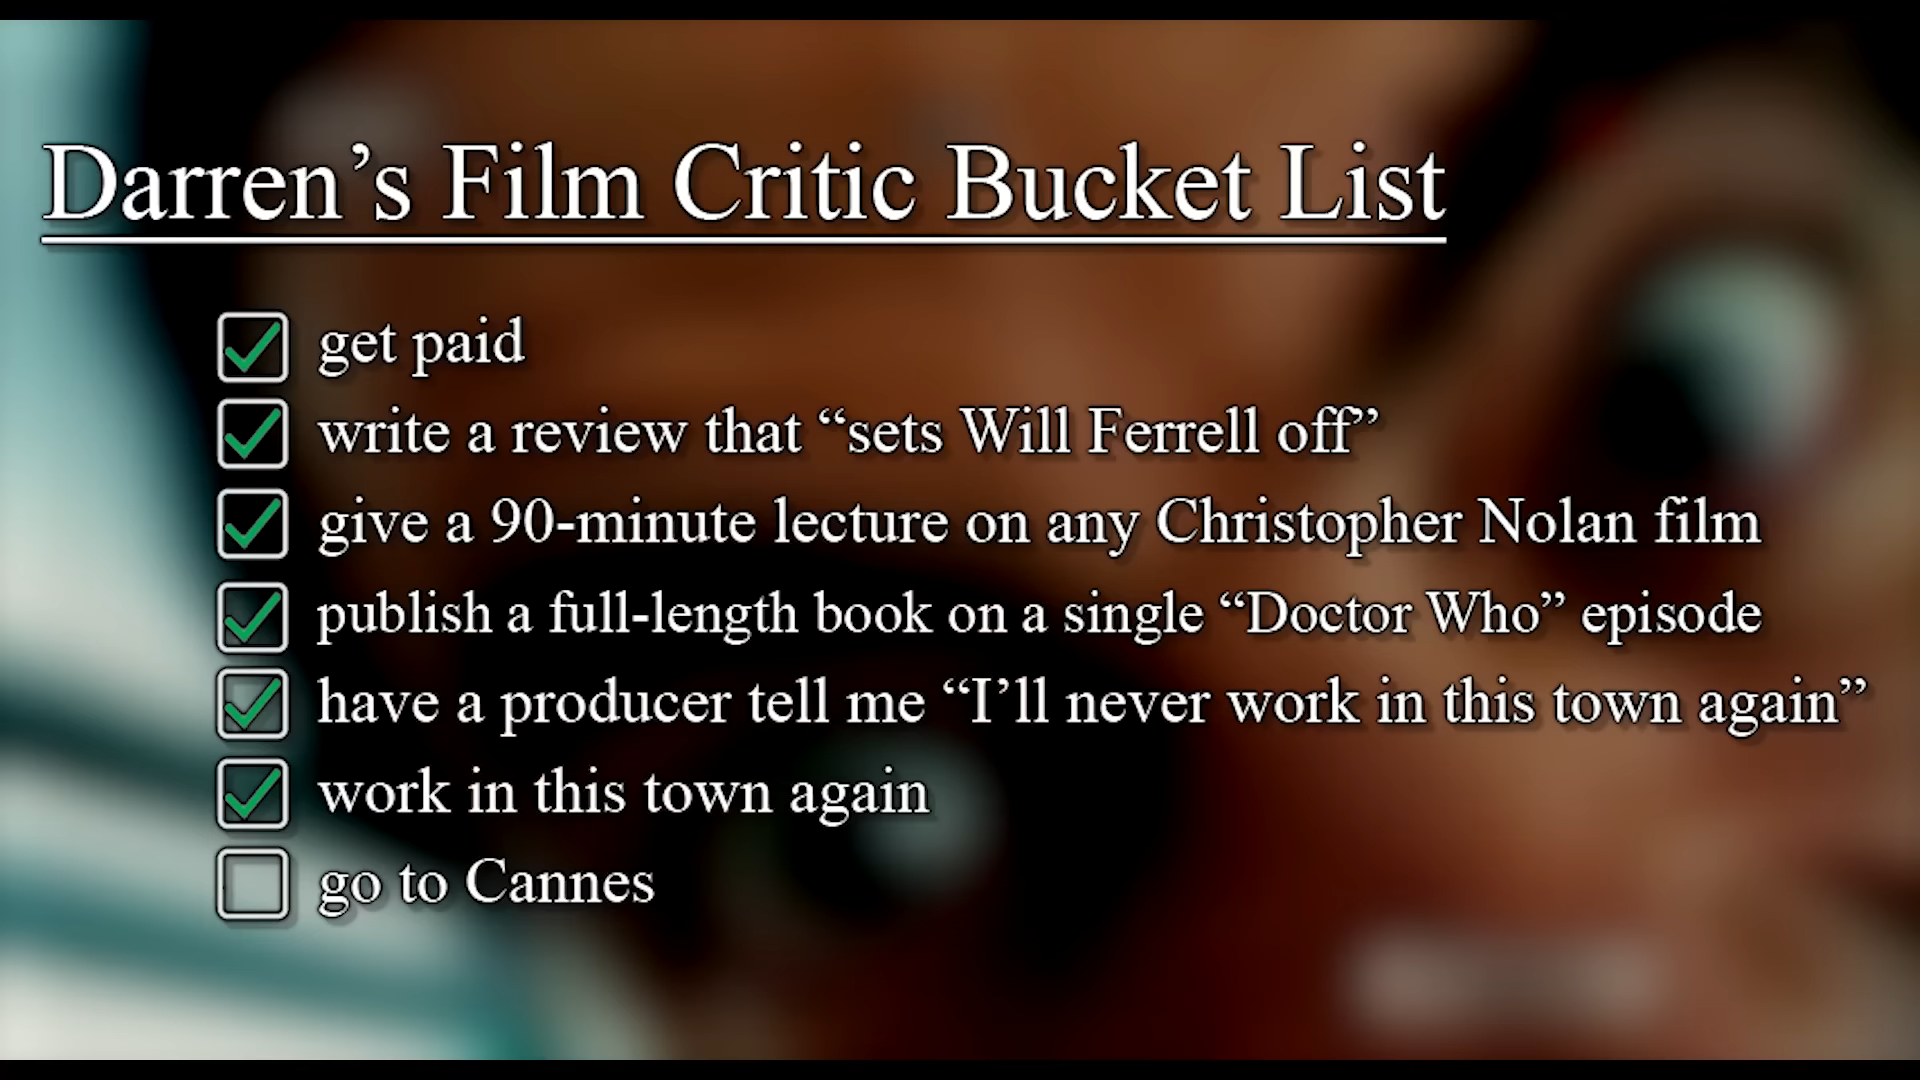 Darren’s Film Critic Bucket List
get paid
write a review that “sets Will Ferrell off”
give a 90-minute lecture on any Christopher Nolan film
publish a full-length book on a single “Doctor Who” episode
have a producer tell me “I’ll never work in this town again”
work in this town again
go to Cannes